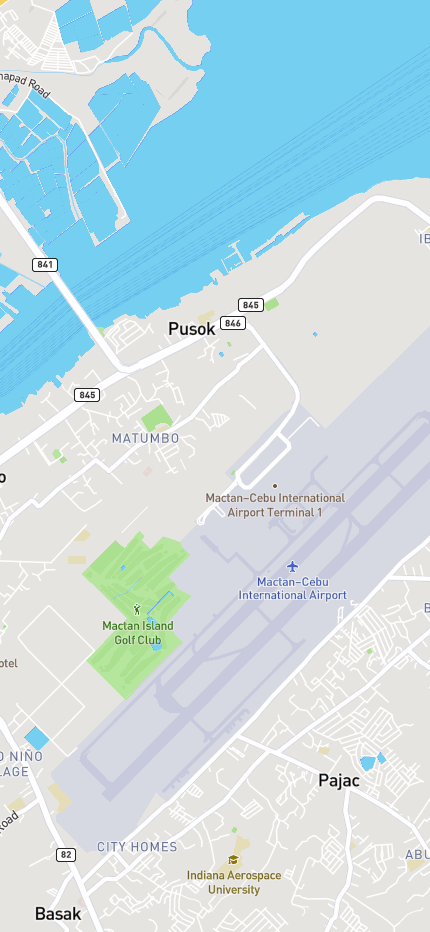 napad Road
841
IB
845
846
Pusok
845
MATUMBO
o
Mactan–Cebu International
Airport Terminal 1
Mactan–Cebu
International Airport
B
Mactan Island
Golf Club
otel
O NIÑO
LAGE
Pajac
Road
CITY HOMES
82
ABU
Indiana Aerospace
University
Basak